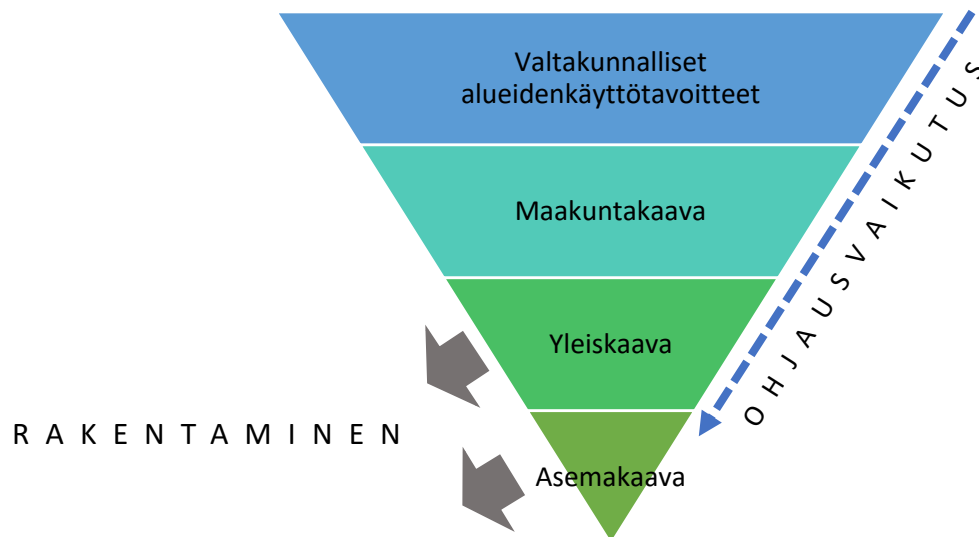 Valtakunnalliset
alueidenkäyttötavoitteet
Maakuntakaava
Yleiskaava
Asemakaava
OHJAUSVAIKUTUS
RAKENTAMINEN